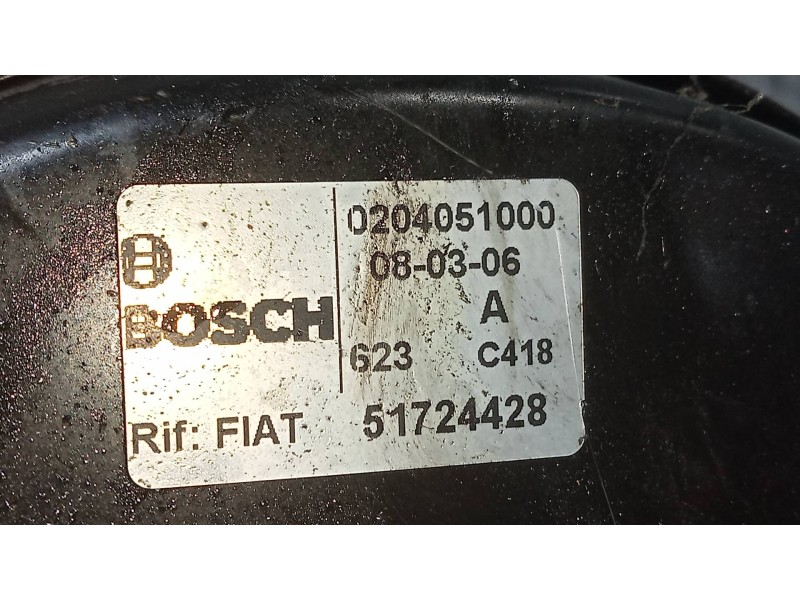 0204051000
08-03-06
A
BOSCH
623 C418
Rif: FIAT 51724428